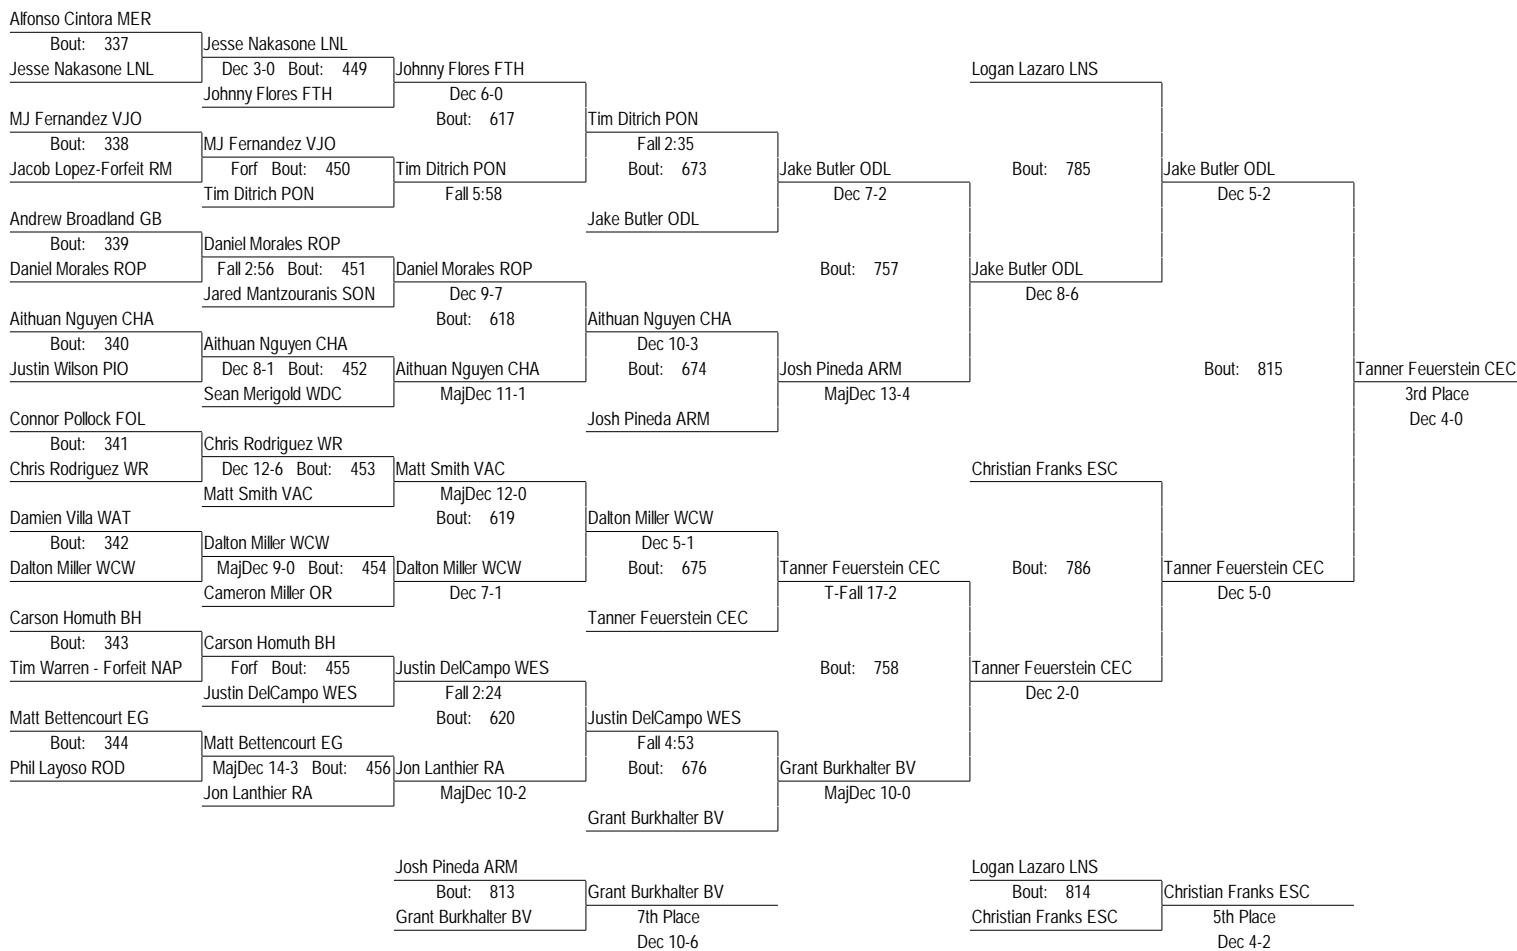 Alfonso Cintora MER
Bout: 337 Jesse Nakasone LNL
Jesse Nakasone LNL Dec 3-0 Bout: 449 Johnny Flores FTH Logan Lazaro LNS
Johnny Flores FTH Dec 6-0
MJ Fernandez VJO Bout: 617 Tim Ditrich PON
Bout: 338 MJ Fernandez VJO Fall 2:35
Jacob Lopez-Forfeit RM Forf Bout: 450 Tim Ditrich PON Bout: 673 Jake Butler ODL Bout: 785 Jake Butler ODL
Tim Ditrich PON Fall 5:58 Dec 7-2 Dec 5-2
Andrew Broadland GB Jake Butler ODL
Bout: 339 Daniel Morales ROP
Daniel Morales ROP Fall 2:56 Bout: 451 Daniel Morales ROP Bout: 757 Jake Butler ODL
Jared Mantzouranis SON Dec 9-7 Dec 8-6
Aithuan Nguyen CHA Bout: 618 Aithuan Nguyen CHA
Bout: 340 Aithuan Nguyen CHA Dec 10-3
Justin Wilson PIO Dec 8-1 Bout: 452 Aithuan Nguyen CHA Bout: 674 Josh Pineda ARM Bout: 815 Tanner Feuerstein CEC
Sean Merigold WDC MajDec 11-1 MajDec 13-4 3rd Place
Connor Pollock FOL Josh Pineda ARM Dec 4-0
Bout: 341 Chris Rodriguez WR
Chris Rodriguez WR Dec 12-6 Bout: 453 Matt Smith VAC Christian Franks ESC
Matt Smith VAC MajDec 12-0
Damien Villa WAT Bout: 619 Dalton Miller WCW
Bout: 342 Dalton Miller WCW Dec 5-1
Dalton Miller WCW MajDec 9-0 Bout: 454 Dalton Miller WCW Bout: 675 Tanner Feuerstein CEC Bout: 786 Tanner Feuerstein CEC
Cameron Miller OR Dec 7-1 T-Fall 17-2 Dec 5-0
Carson Homuth BH Tanner Feuerstein CEC
Bout: 343 Carson Homuth BH
Tim Warren - Forfeit NAP Forf Bout: 455 Justin DelCampo WES Bout: 758 Tanner Feuerstein CEC
Justin DelCampo WES Fall 2:24 Dec 2-0
Matt Bettencourt EG Bout: 620 Justin DelCampo WES
Bout: 344 Matt Bettencourt EG Fall 4:53
Phil Layoso ROD MajDec 14-3 Bout: 456 Jon Lanthier RA Bout: 676 Grant Burkhalter BV
Jon Lanthier RA MajDec 10-2 MajDec 10-0
Grant Burkhalter BV
Josh Pineda ARM Logan Lazaro LNS
Bout: 813 Grant Burkhalter BV Bout: 814 Christian Franks ESC
Grant Burkhalter BV 7th Place Christian Franks ESC 5th Place
Dec 10-6 Dec 4-2